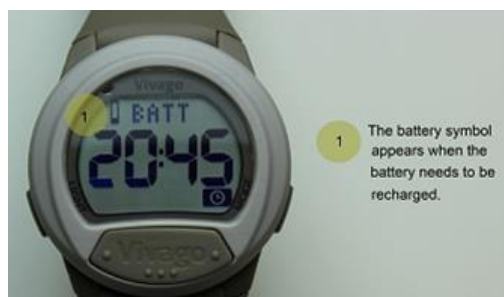 Vivago
1
BATT
20:45
Vivago
1
The battery symbol
appears when the
battery needs to be
recharged.